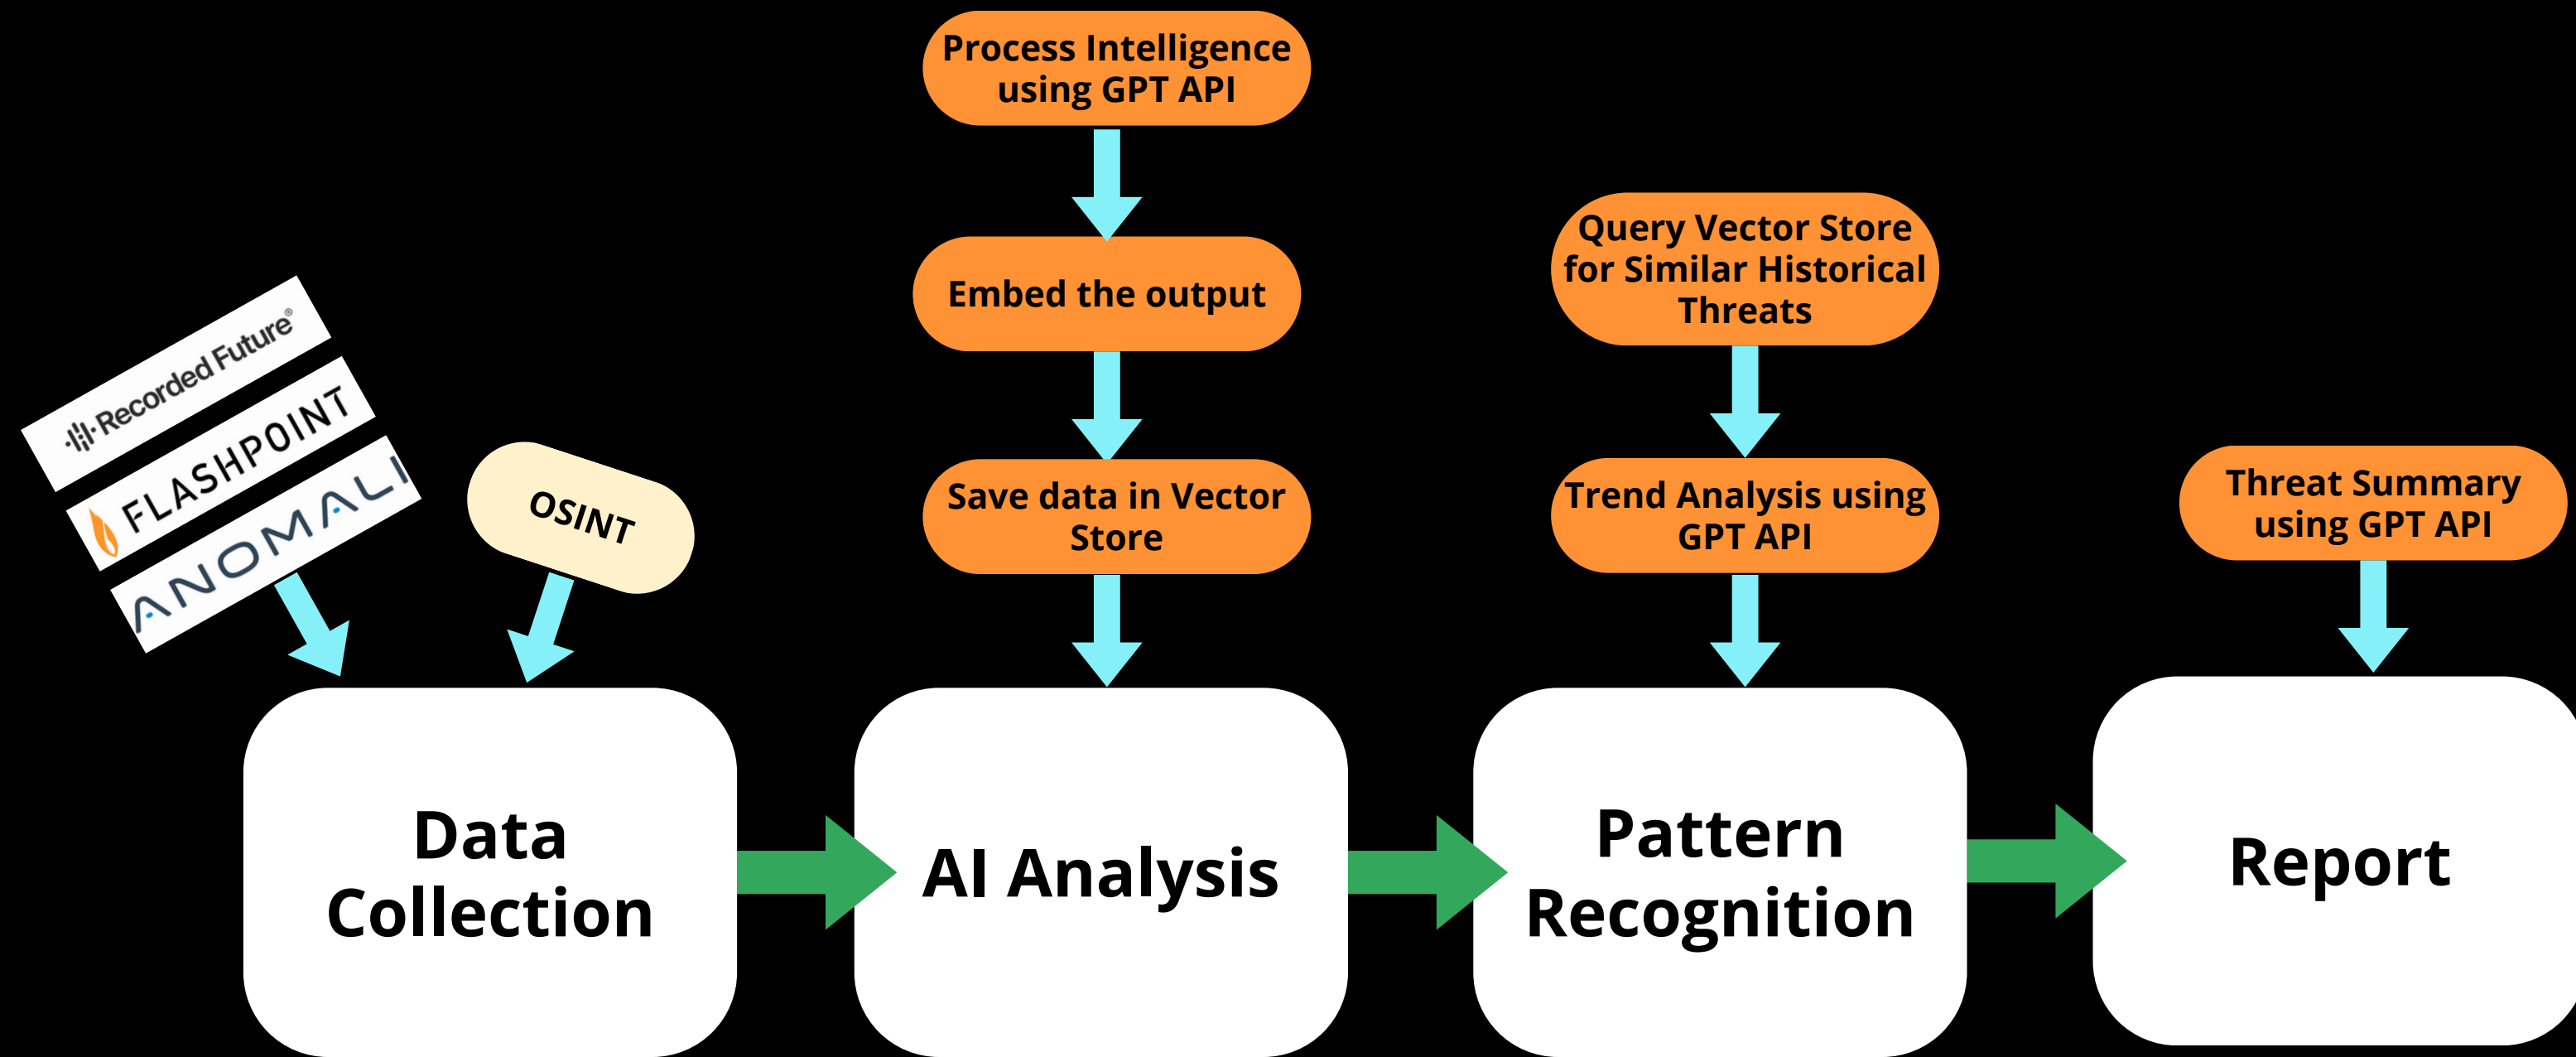 Process Intelligence
using GPT API
Embed the output
Save data in Vector
Store
Query Vector Store
for Similar Historical
Threats
Trend Analysis using
GPT API
Threat Summary
using GPT API
Recorded Future®
FLASHPOINT
ANOMALI
OSINT
Data
Collection
AI Analysis
Pattern
Recognition
Report